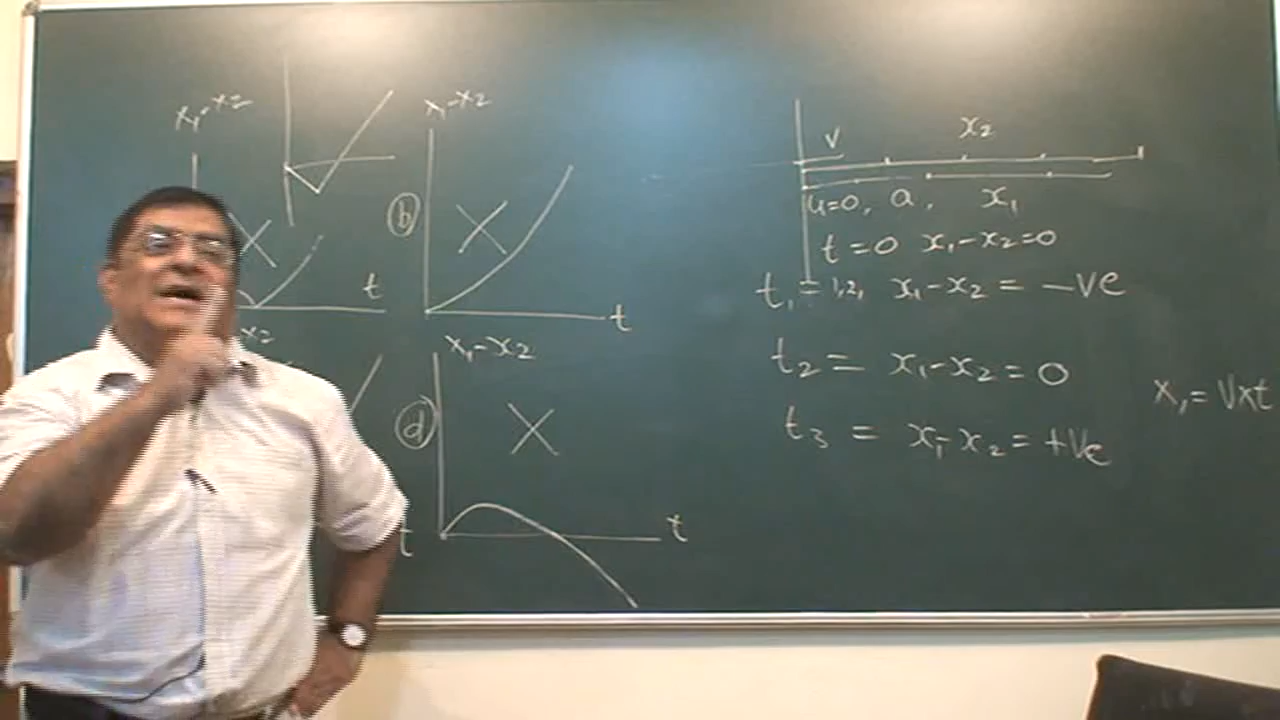 x₁-x₂
x₁-x₂
t
ⓑ
t
x2
x₁-x₂
ⓓ
t
t
V
x₂
u=0, a, x₁
t=0 x₁-x₂=0
t₁ = 1,2, x₁-x₂ = -ve
t₂ = x₁-x₂=0
t₃ = x₁-x₂=+ve
x₁= V×t